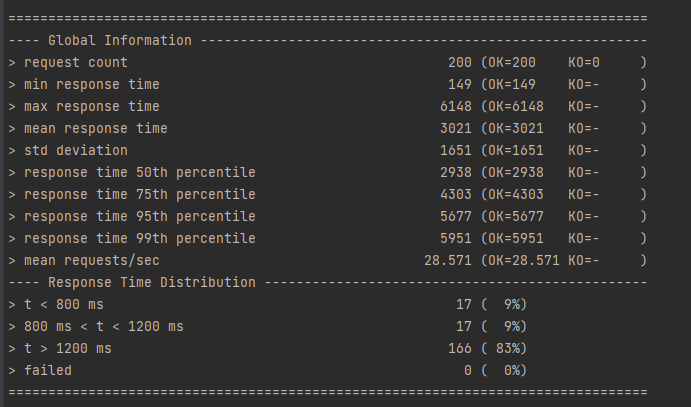 ================================================================================
---- Global Information --------------------------------------------------------
> request count                                        200 (OK=200    KO=0     )
> min response time                                    149 (OK=149    KO=-     )
> max response time                                   6148 (OK=6148   KO=-     )
> mean response time                                  3021 (OK=3021   KO=-     )
> std deviation                                       1651 (OK=1651   KO=-     )
> response time 50th percentile                       2938 (OK=2938   KO=-     )
> response time 75th percentile                       4303 (OK=4303   KO=-     )
> response time 95th percentile                       5677 (OK=5677   KO=-     )
> response time 99th percentile                       5951 (OK=5951   KO=-     )
> mean requests/sec                                 28.571 (OK=28.571 KO=-     )
---- Response Time Distribution ------------------------------------------------
> t < 800 ms                                            17 (  9%)
> 800 ms < t < 1200 ms                                  17 (  9%)
> t > 1200 ms                                          166 ( 83%)
> failed                                                 0 (  0%)
================================================================================